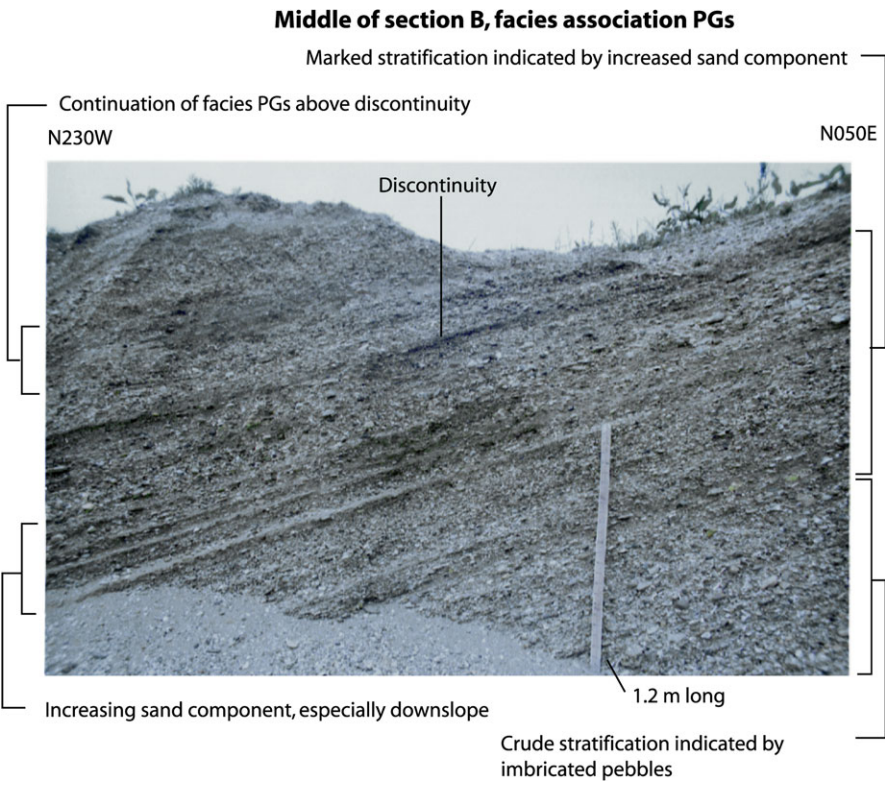 Middle of section B, facies association PGs
Marked stratification indicated by increased sand component
Continuation of facies PGs above discontinuity
N230W
N050E
Discontinuity
1.2 m long
Increasing sand component, especially downslope
Crude stratification indicated by
imbricated pebbles